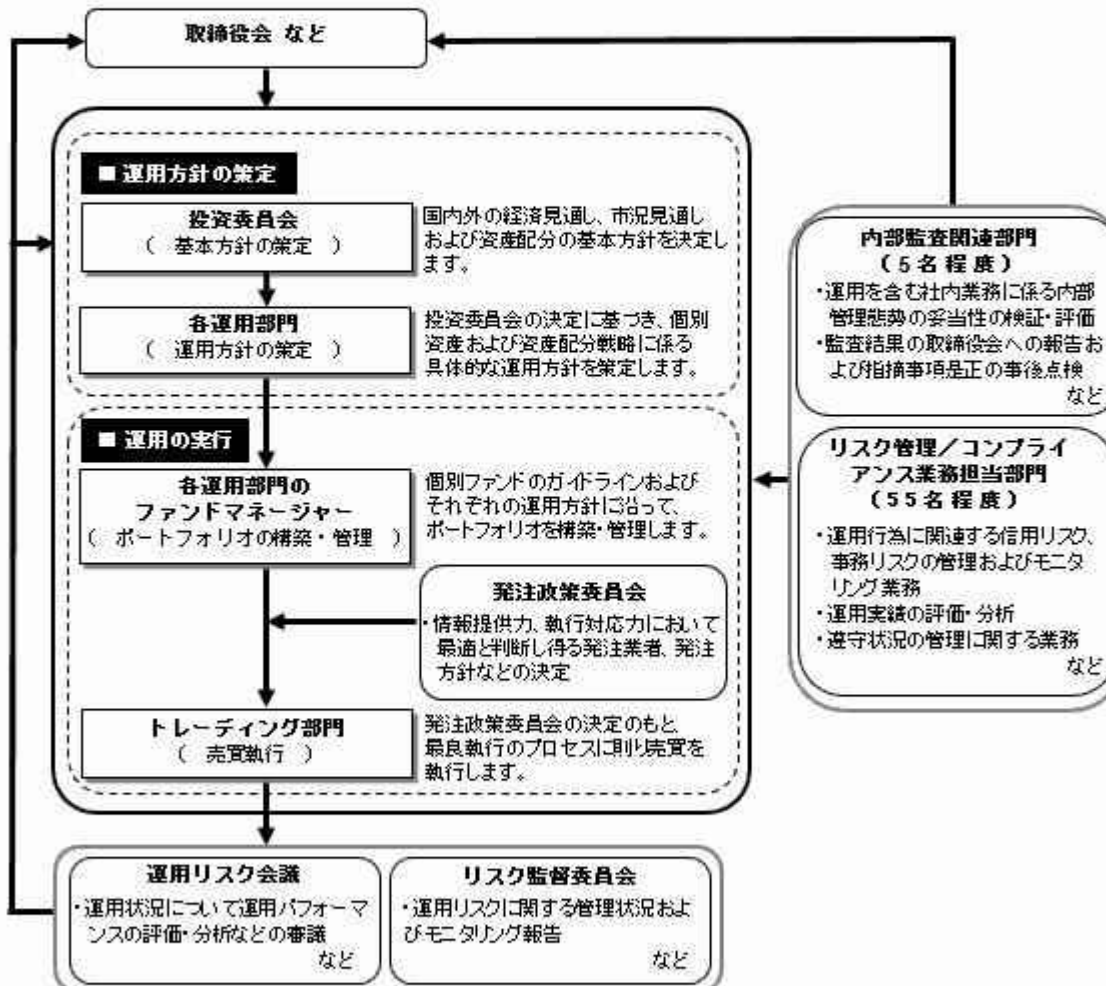 取締役会 など
■ 運用方針の策定
投資委員会
( 基本方針の策定 )
国内外の経済見通し、市況見通し
および資産配分の基本方針を決定し
ます。
各運用部門
( 運用方針の策定 )
投資委員会の決定に基づき、個別
資産および資産配分戦略に係る
具体的な運用方針を策定します。
■ 運用の実行
各運用部門の
ファンドマネージャー
( ポートフォリオの構築・管理 )
個別ファンドのガイドラインおよび
それぞれの運用方針に沿って、
ポートフォリオを構築・管理します。
発注政策委員会
・情報提供力、執行対応力において
最適と判断し得る発注業者、発注
方針などの決定
トレーディング部門
( 売買執行 )
発注政策委員会の決定のもと、
最良執行のプロセスに則り売買を
執行します。
内部監査関連部門
(5名程度)
・運用を含む社内業務に係る内部
管理態勢の妥当性の検証・評価
・監査結果の取締役会への報告お
よび指摘事項是正の事後点検
など
リスク管理/コンプライ
アンス業務担当部門
(55名程度)
・運用行為に関連する信用リスク、
事務リスクの管理およびモニタ
リング業務
・運用実績の評価・分析
・遵守状況の管理に関する業務
など
運用リスク会議
・運用状況について運用パフォーマ
ンスの評価・分析などの審議
など
リスク監督委員会
・運用リスクに関する管理状況およ
びモニタリング報告
など